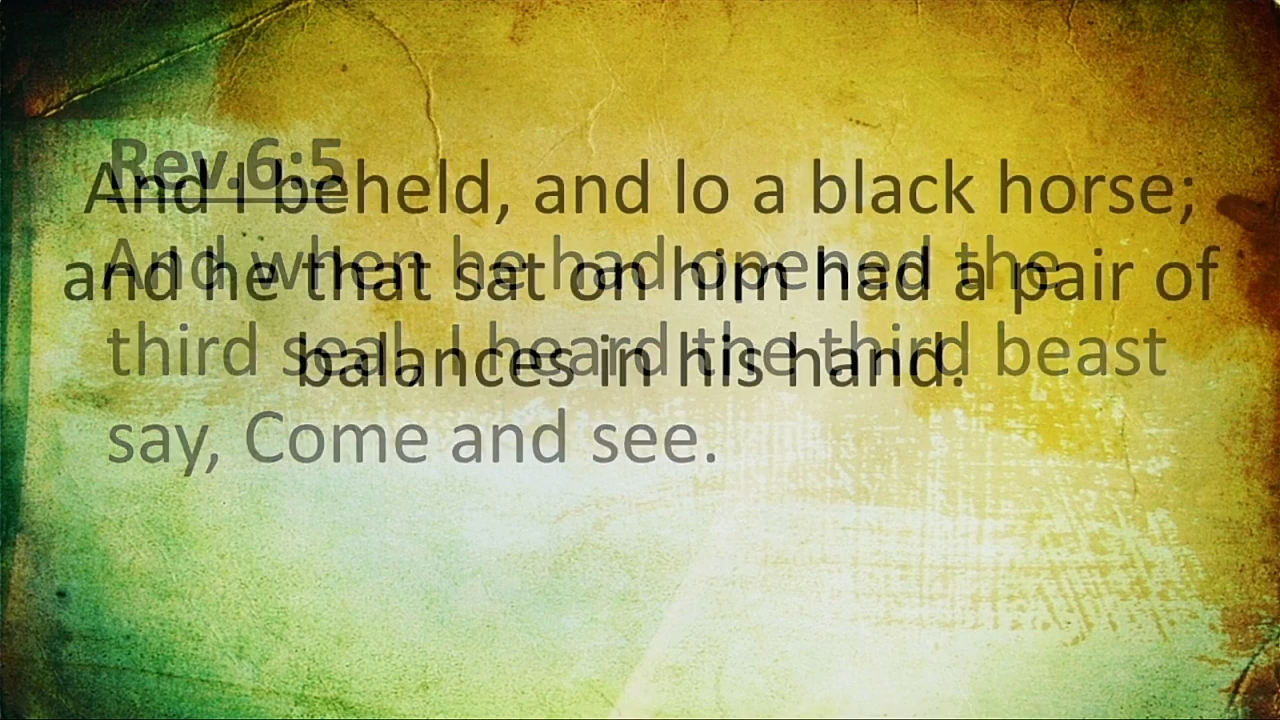 Rev.6:5
And when he had opened the
third seal, I heard the third beast
say, Come and see.
And I beheld, and lo a black horse;
and he that sat on him had a pair of
balances in his hand.